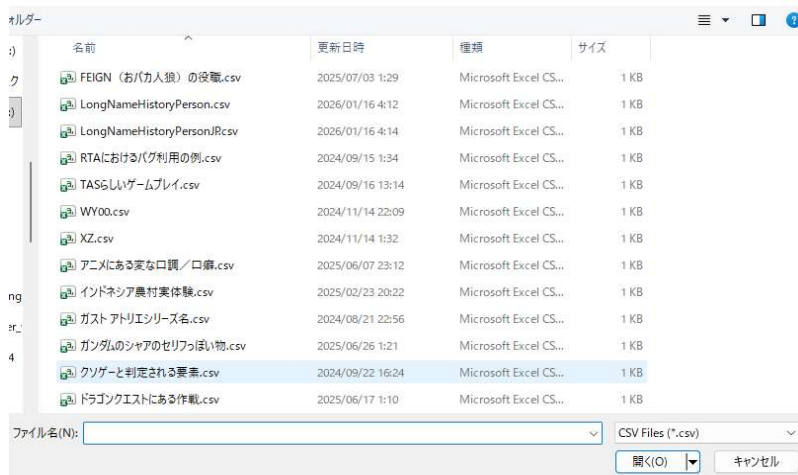 ォルダー
名前 更新日時 種類 サイズ
FEIGN（おバカ人狼）の役職.csv 2025/07/03 1:29 Microsoft Excel CS... 1 KB
LongNameHistoryPerson.csv 2026/01/16 4:12 Microsoft Excel CS... 1 KB
LongNameHistoryPersonJP.csv 2026/01/16 4:14 Microsoft Excel CS... 1 KB
RTAにおけるバグ利用の例.csv 2024/09/15 1:34 Microsoft Excel CS... 1 KB
TASらしいゲームプレイ.csv 2024/09/16 13:14 Microsoft Excel CS... 1 KB
WY00.csv 2024/11/14 22:09 Microsoft Excel CS... 1 KB
XZ.csv 2024/11/14 1:32 Microsoft Excel CS... 1 KB
アニメにある変な口調／口癖.csv 2025/06/07 23:12 Microsoft Excel CS... 1 KB
インドネシア農村実体験.csv 2025/02/23 20:22 Microsoft Excel CS... 1 KB
ガスト アトリエシリーズ名.csv 2024/08/21 22:56 Microsoft Excel CS... 1 KB
ガンダムのシャアのセリフっぽい物.csv 2025/06/26 1:21 Microsoft Excel CS... 1 KB
クソゲーと判定される要素.csv 2024/09/22 16:24 Microsoft Excel CS... 1 KB
ドラゴンクエストにある作戦.csv 2025/06/17 1:10 Microsoft Excel CS... 1 KB
:)
ク
:)
ng
er_
4
ファイル名(N): CSV Files (*.csv)
開く(O) キャンセル